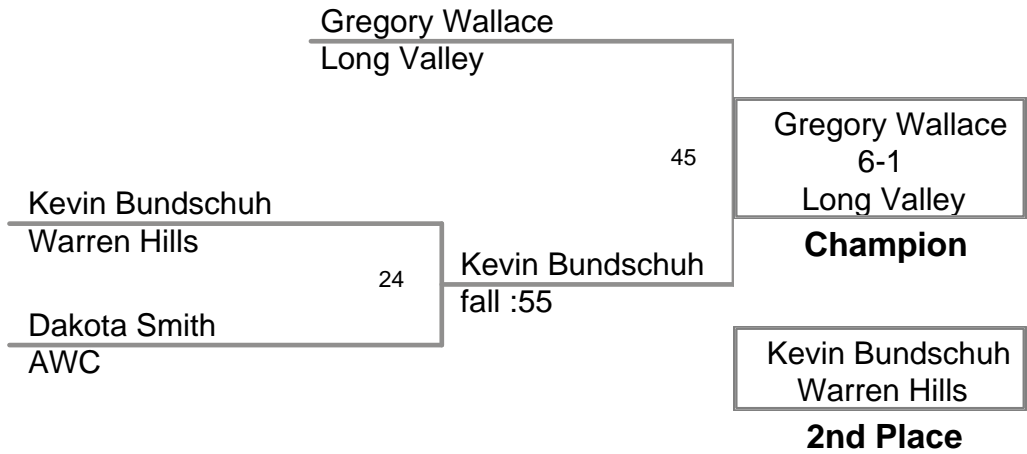 Gregory Wallace
Long Valley
45
Gregory Wallace
6-1
Long Valley
Champion
Kevin Bundschuh
Warren Hills
24
Kevin Bundschuh
fall :55
Dakota Smith
AWC
Kevin Bundschuh
Warren Hills
2nd Place